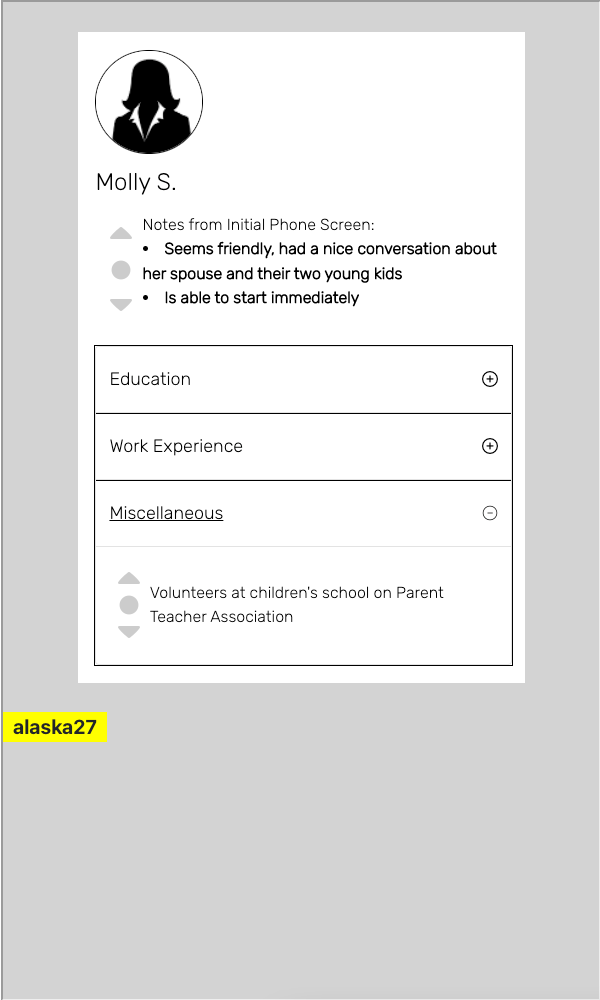 Molly S.
Notes from Initial Phone Screen:
• Seems friendly, had a nice conversation about
her spouse and their two young kids
• Is able to start immediately
Education
Work Experience
Miscellaneous
Volunteers at children's school on Parent
Teacher Association
alaska27